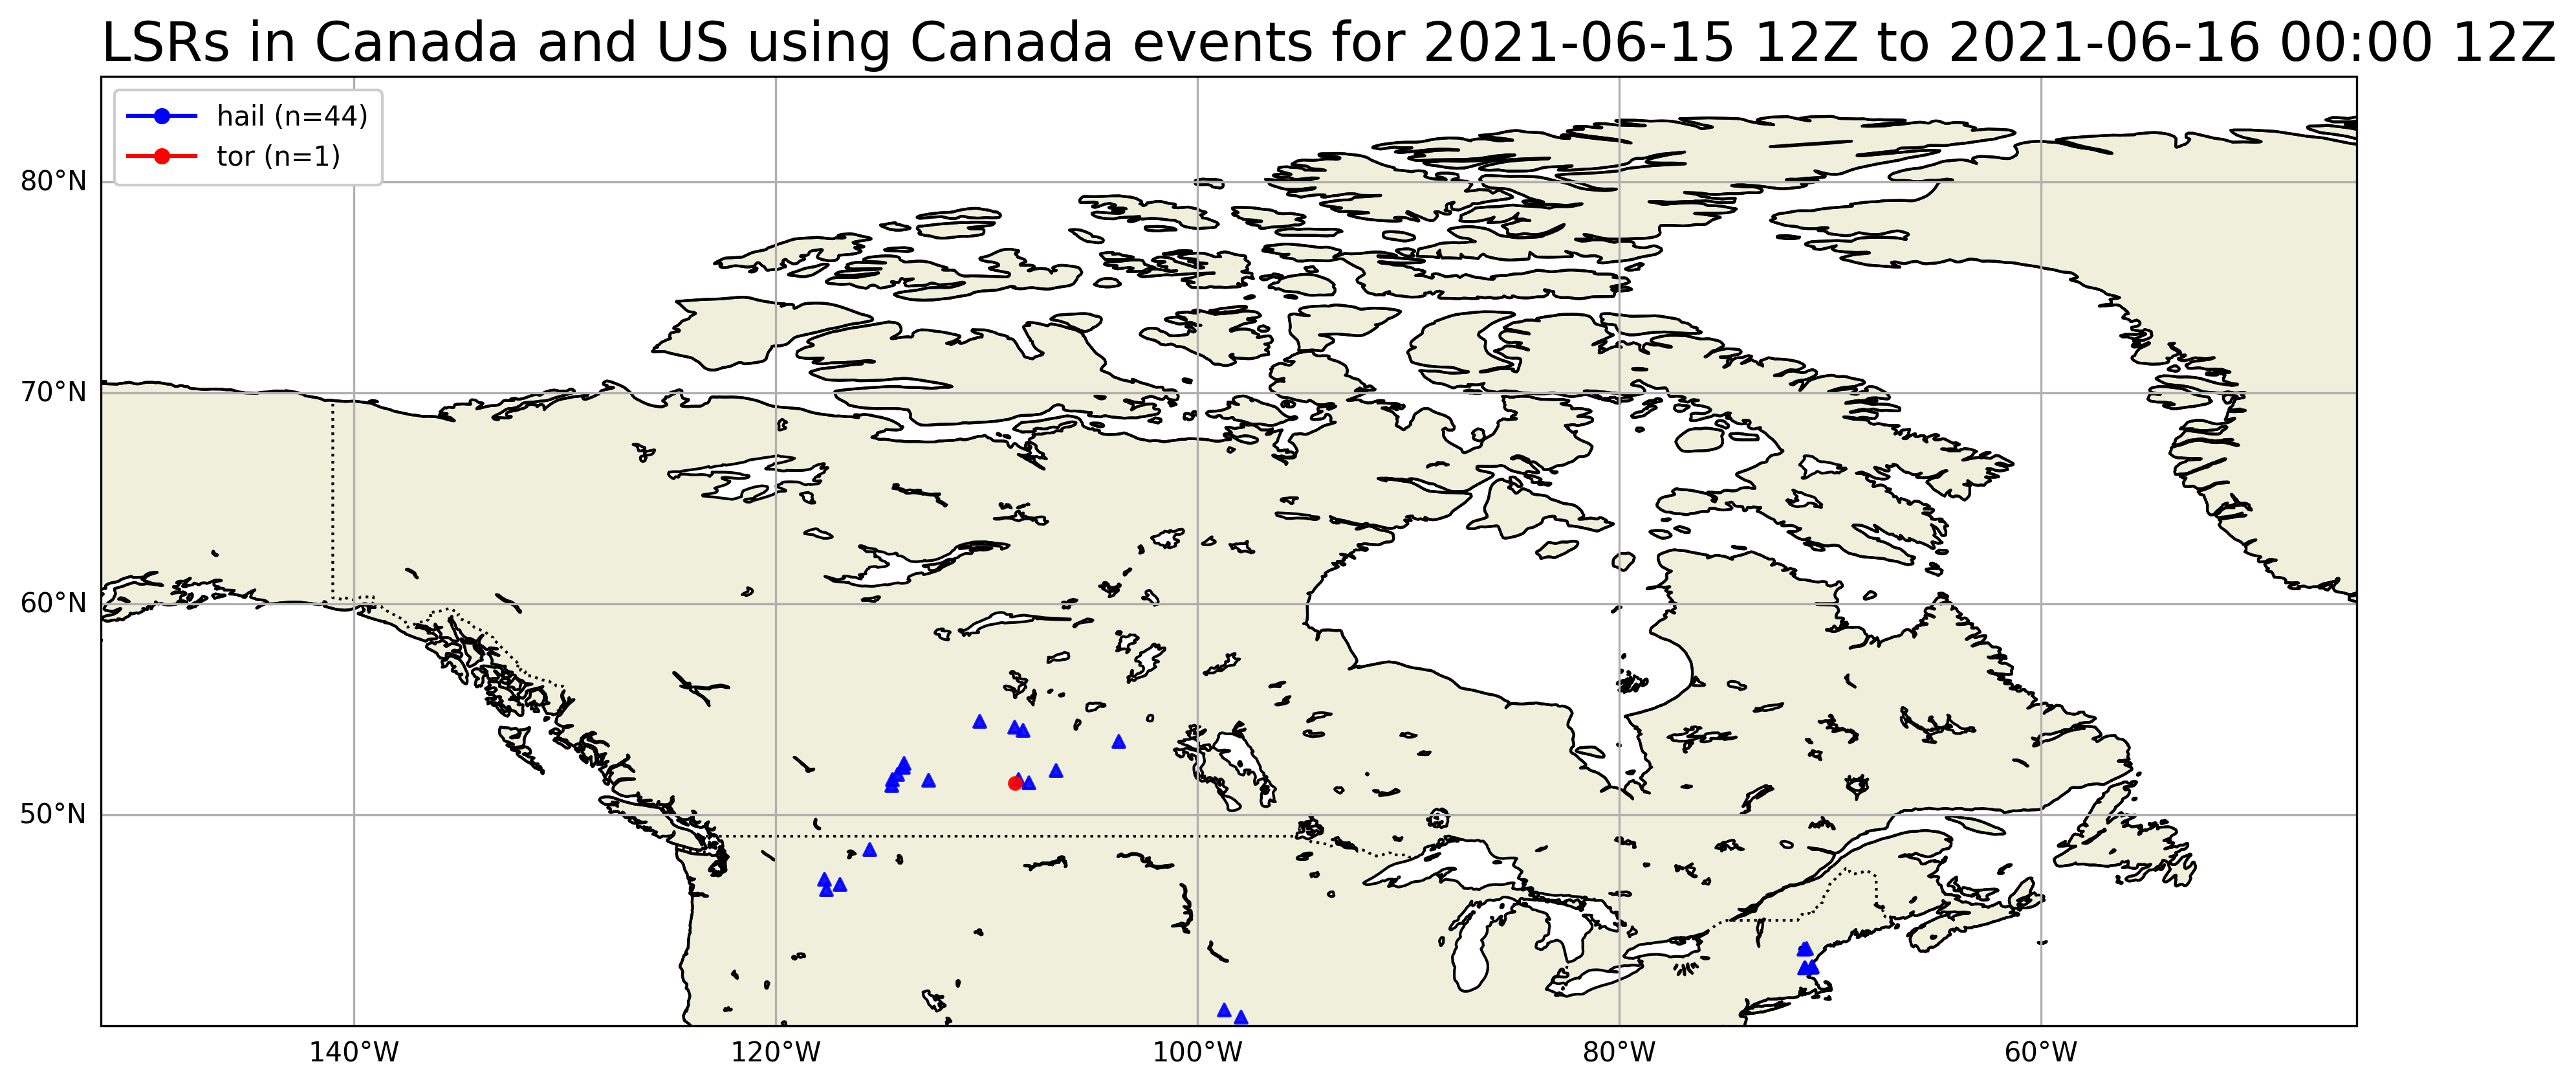 LSRs in Canada and US using Canada events for 2021-06-15 12Z to 2021-06-16 00:00 12Z
hail (n=44)
tor (n=1)
80°N
70°N
60°N
50°N
140°W 120°W 100°W 80°W 60°W